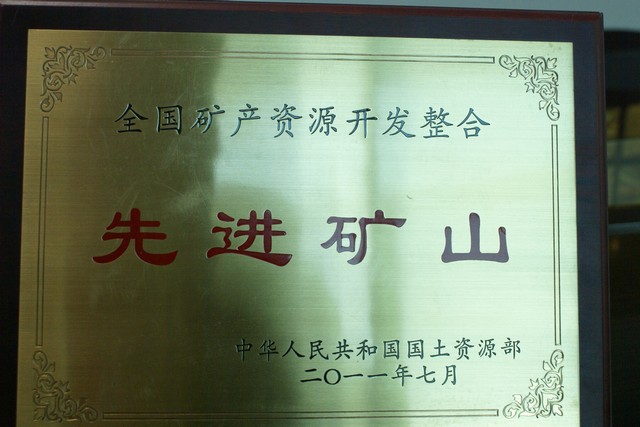 全国矿产资源开发整合
先进矿山
中华人民共和国国土资源部
二〇一一年七月